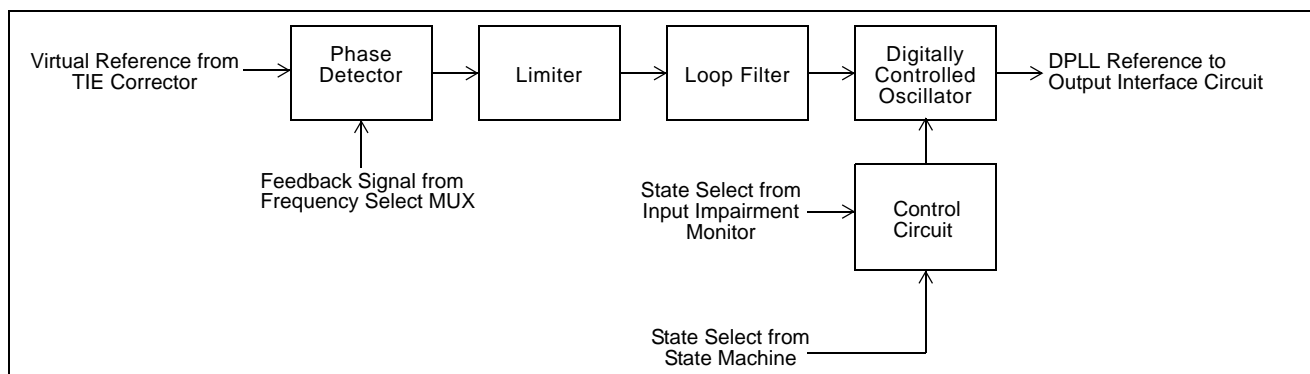 Virtual Reference from
TIE Corrector
Phase
Detector
Limiter
Loop Filter
Digitally
Controlled
Oscillator
DPLL Reference to
Output Interface Circuit
Feedback Signal from
Frequency Select MUX
State Select from
Input Impairment
Monitor
Control
Circuit
State Select from
State Machine